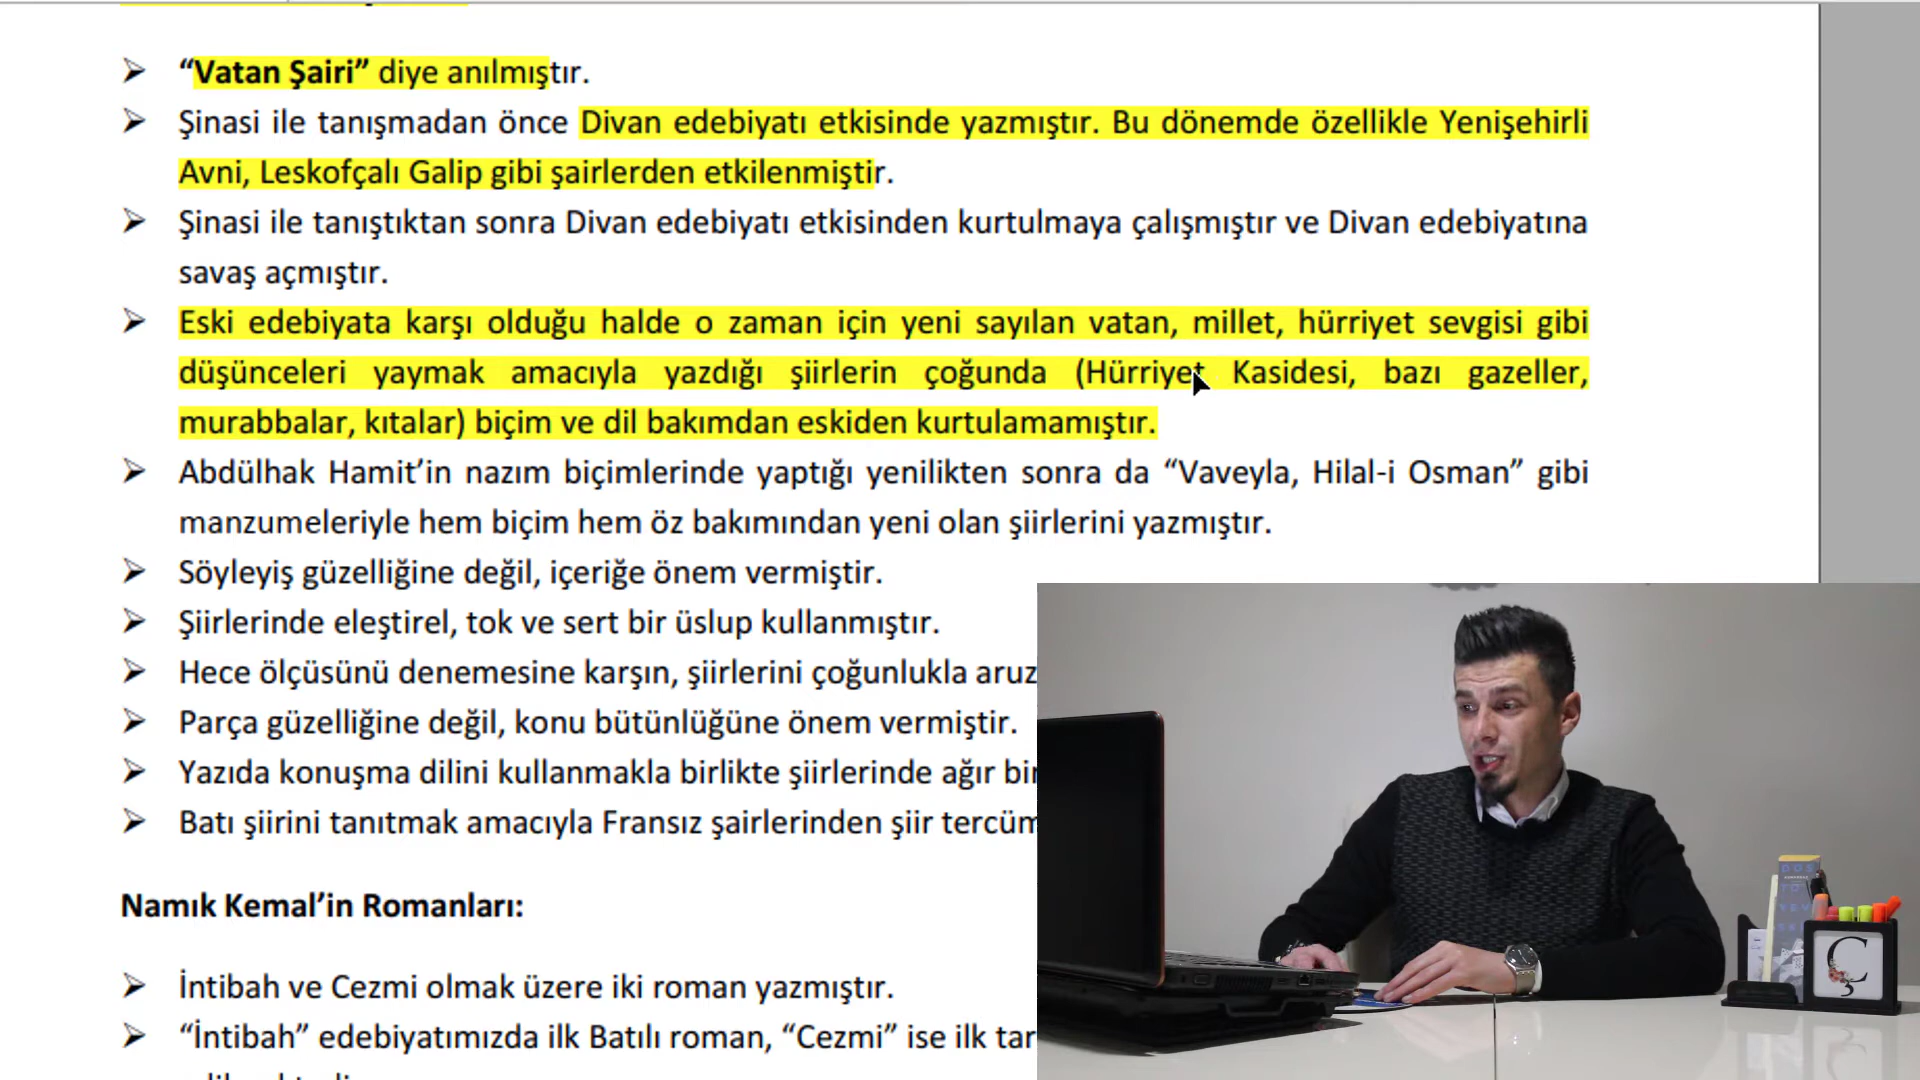 “Vatan Şairi” diye anılmıştır.
Şinasi ile tanışmadan önce Divan edebiyatı etkisinde yazmıştır. Bu dönemde özellikle Yenişehirli
Avni, Leskofçalı Galip gibi şairlerden etkilenmiştir.
Şinasi ile tanıştıktan sonra Divan edebiyatı etkisinden kurtulmaya çalışmıştır ve Divan edebiyatına
savaş açmıştır.
Eski edebiyata karşı olduğu halde o zaman için yeni sayılan vatan, millet, hürriyet sevgisi gibi
düşünceleri yaymak amacıyla yazdığı şiirlerin çoğunda (Hürriyet Kasidesi, bazı gazeller,
murabbalar, kıtalar) biçim ve dil bakımdan eskiden kurtulamamıştır.
Abdülhak Hamit’in nazım biçimlerinde yaptığı yenilikten sonra da “Vaveyla, Hilal-i Osman” gibi
manzumeleriyle hem biçim hem öz bakımından yeni olan şiirlerini yazmıştır.
Söyleyiş güzelliğine değil, içeriğe önem vermiştir.
Şiirlerinde eleştirel, tok ve sert bir üslup kullanmıştır.
Hece ölçüsünü denemesine karşın, şiirlerini çoğunlukla aruz
Parça güzelliğine değil, konu bütünlüğüne önem vermiştir.
Yazıda konuşma dilini kullanmakla birlikte şiirlerinde ağır bir
Batı şiirini tanıtmak amacıyla Fransız şairlerinden şiir tercüm
Namık Kemal’in Romanları:
İntibah ve Cezmi olmak üzere iki roman yazmıştır.
“İntibah” edebiyatımızda ilk Batılı roman, “Cezmi” ise ilk tar
Ç